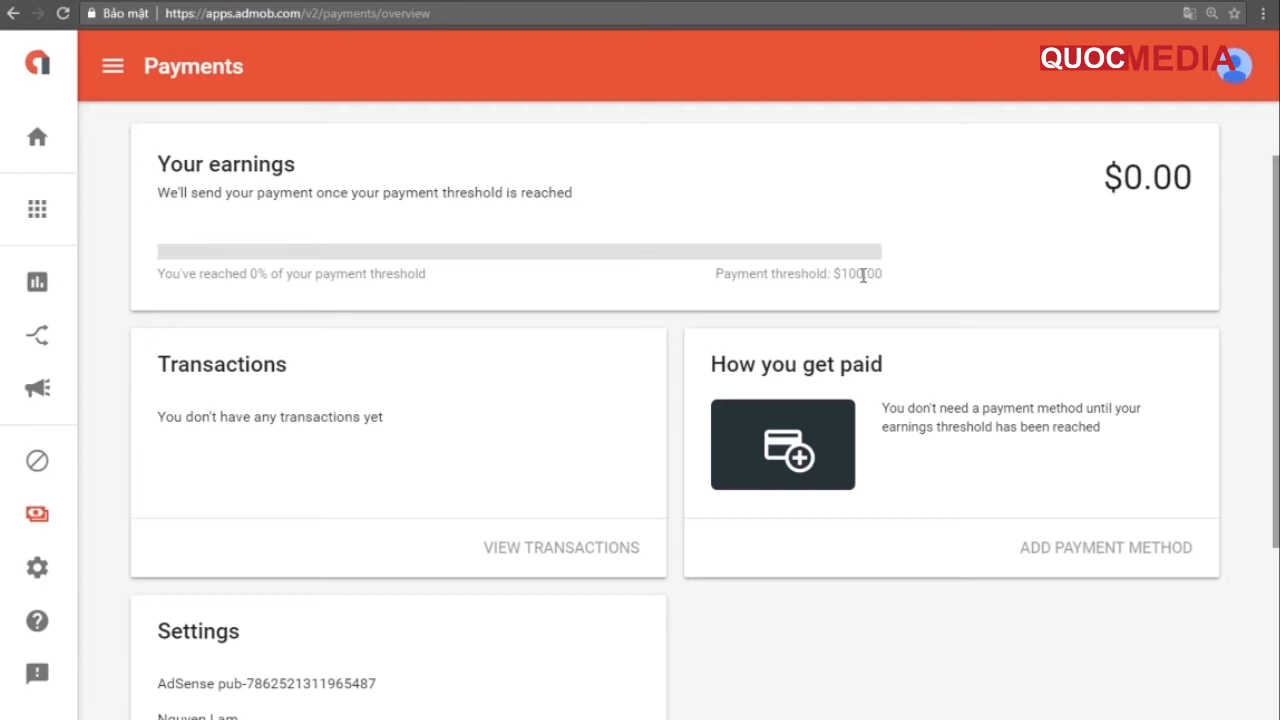 Bảo mật | https://apps.admob.com/v2/payments/overview
Payments
QUOCMEDIA
Your earnings
$0.00
We'll send your payment once your payment threshold is reached
You've reached 0% of your payment threshold
Payment threshold: $100.00
Transactions
You don't have any transactions yet
VIEW TRANSACTIONS
How you get paid
You don't need a payment method until your
earnings threshold has been reached
ADD PAYMENT METHOD
Settings
AdSense pub-7862521311965487
Nguyen Lam